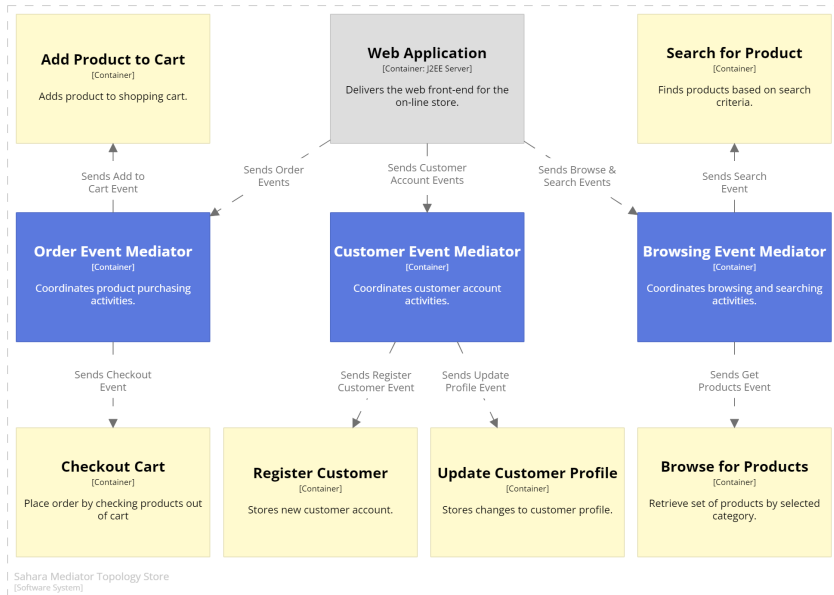 Add Product to Cart
[Container]
Adds product to shopping cart.
Web Application
[Container: J2EE Server]
Delivers the web front-end for the
on-line store.
Search for Product
[Container]
Finds products based on search
criteria.
Sends Add to
Cart Event
Sends Order
Events
Sends Customer
Account Events
Sends Browse &
Search Events
Sends Search
Event
Order Event Mediator
[Container]
Coordinates product purchasing
activities.
Customer Event Mediator
[Container]
Coordinates customer account
activities.
Browsing Event Mediator
[Container]
Coordinates browsing and searching
activities.
Sends Checkout
Event
Sends Register
Customer Event
Sends Update
Profile Event
Sends Get
Products Event
Checkout Cart
[Container]
Place order by checking products out
of cart
Register Customer
[Container]
Stores new customer account.
Update Customer Profile
[Container]
Stores changes to customer profile.
Browse for Products
[Container]
Retrieve set of products by selected
category.
Sahara Mediator Topology Store
[Software System]